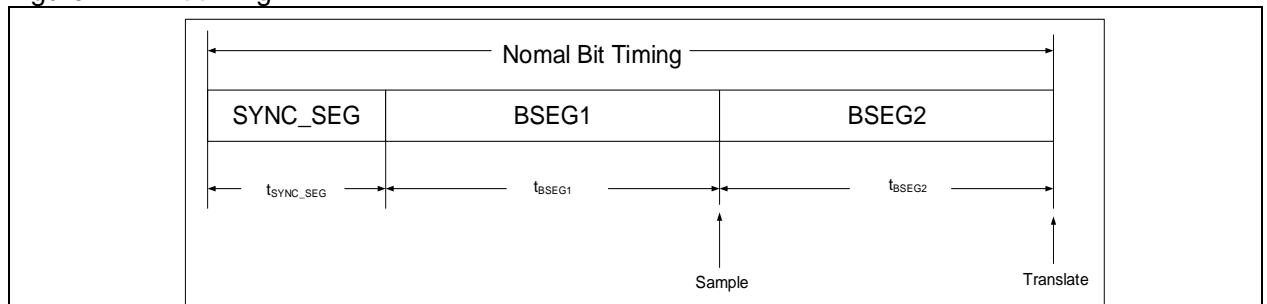 Nomal Bit Timing
SYNC_SEG BSEG1 BSEG2
tSYNC_SEG tBSEG1 tBSEG2
Sample Translate